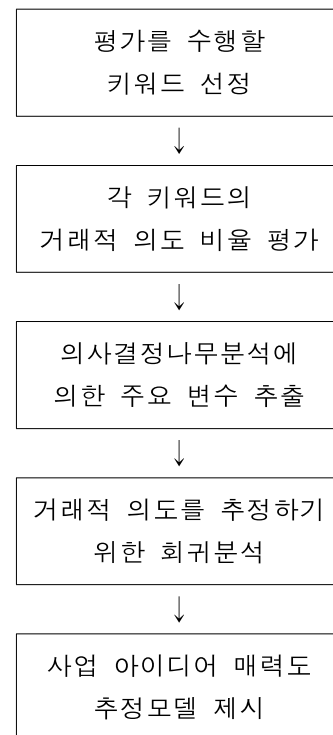 평가를 수행할
키워드 선정
각 키워드의
거래적 의도 비율 평가
의사결정나무분석에
의한 주요 변수 추출
거래적 의도를 추정하기
위한 회귀분석
사업 아이디어 매력도
추정모델 제시